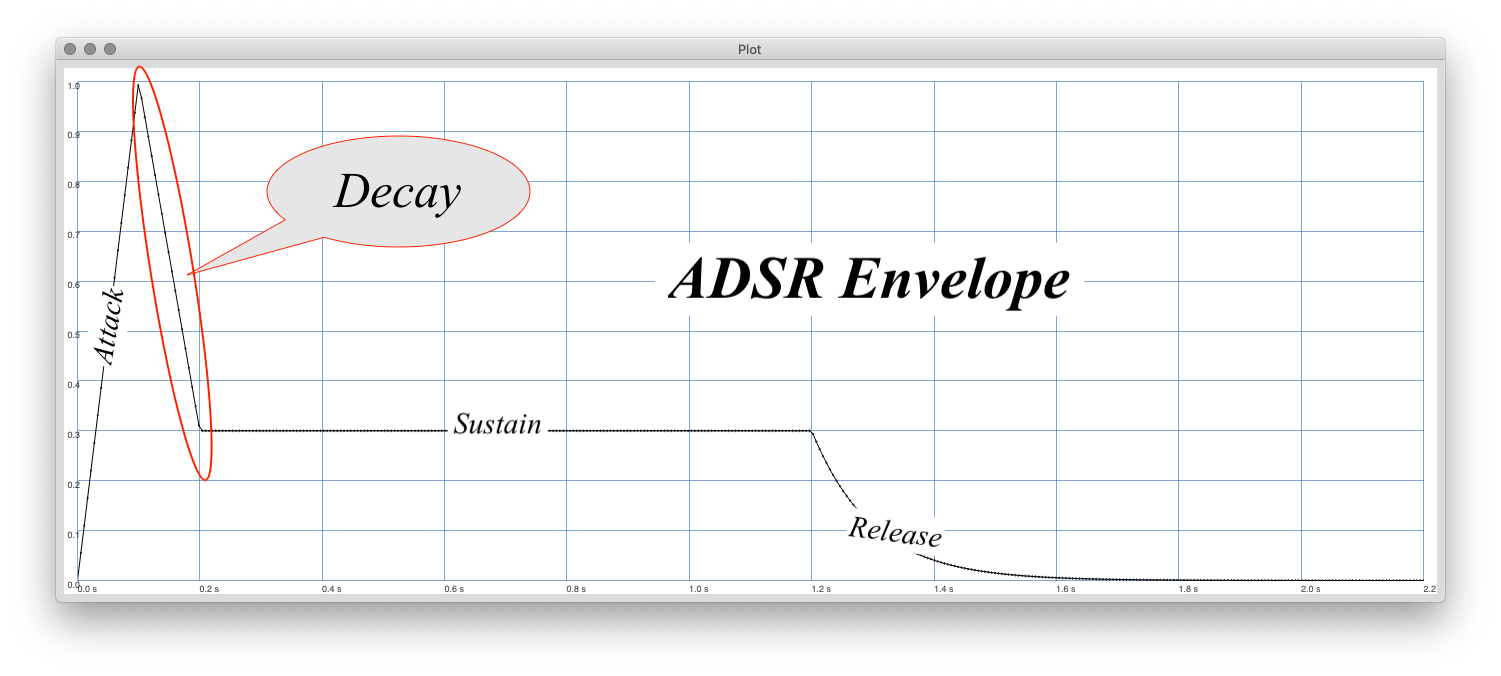 Plot
1.0
0.9
0.8
0.7
0.6
0.5
0.4
0.3
0.2
0.1
0.0
Decay
ADSR Envelope
Attack
Sustain
Release
0.0 s
0.2 s
0.4 s
0.6 s
0.8 s
1.0 s
1.2 s
1.4 s
1.6 s
1.8 s
2.0 s
2.2